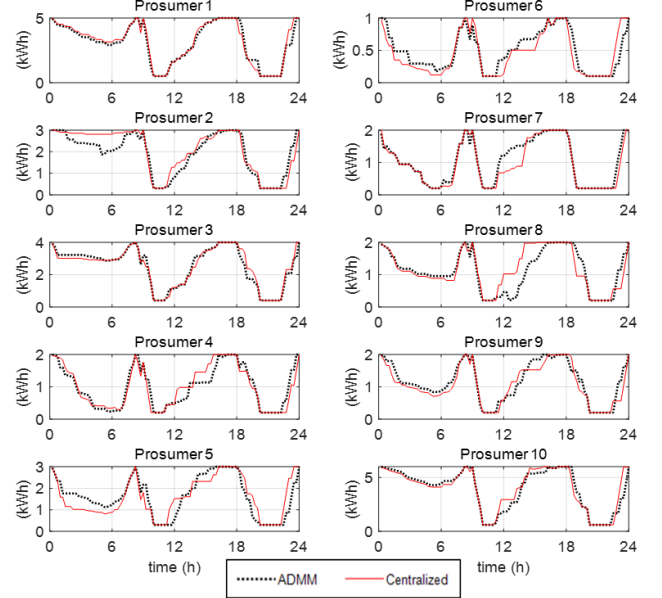 Prosumer 1
5
0
(kWh)
0 6 12 18 24
Prosumer 2
3
2
1
0
(kWh)
0 6 12 18 24
Prosumer 3
4
2
0
(kWh)
0 6 12 18 24
Prosumer 4
2
1
0
(kWh)
0 6 12 18 24
Prosumer 5
3
2
1
0
(kWh)
0 6 12 18 24
time (h)
Prosumer 6
1
0.5
0
(kWh)
0 6 12 18 24
Prosumer 7
2
1
0
(kWh)
0 6 12 18 24
Prosumer 8
2
1
0
(kWh)
0 6 12 18 24
Prosumer 9
2
1
0
(kWh)
0 6 12 18 24
Prosumer 10
5
0
(kWh)
0 6 12 18 24
time (h)
ADMM Centralized